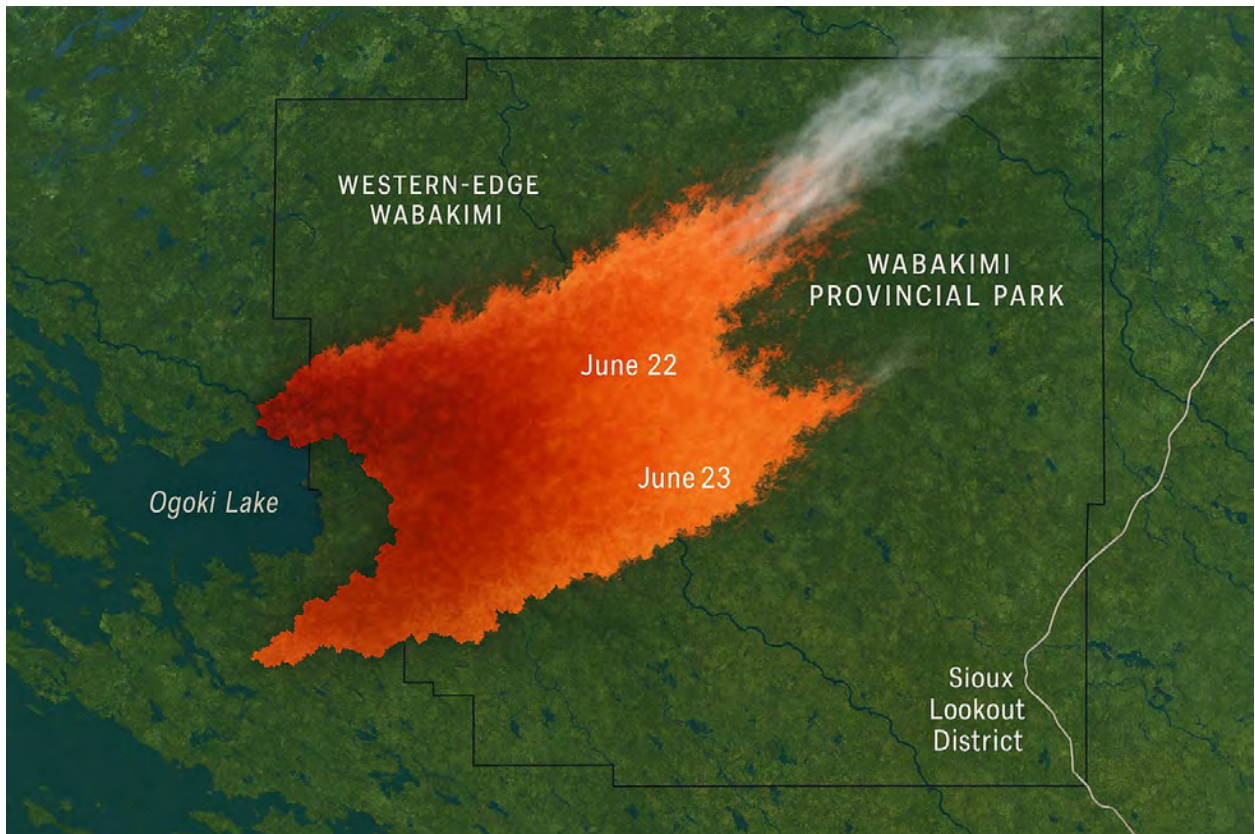 WESTERN-EDGE
WABAKIMI
WABAKIMI
PROVINCIAL PARK
June 22
June 23
Ogoki Lake
Sioux
Lookout
District